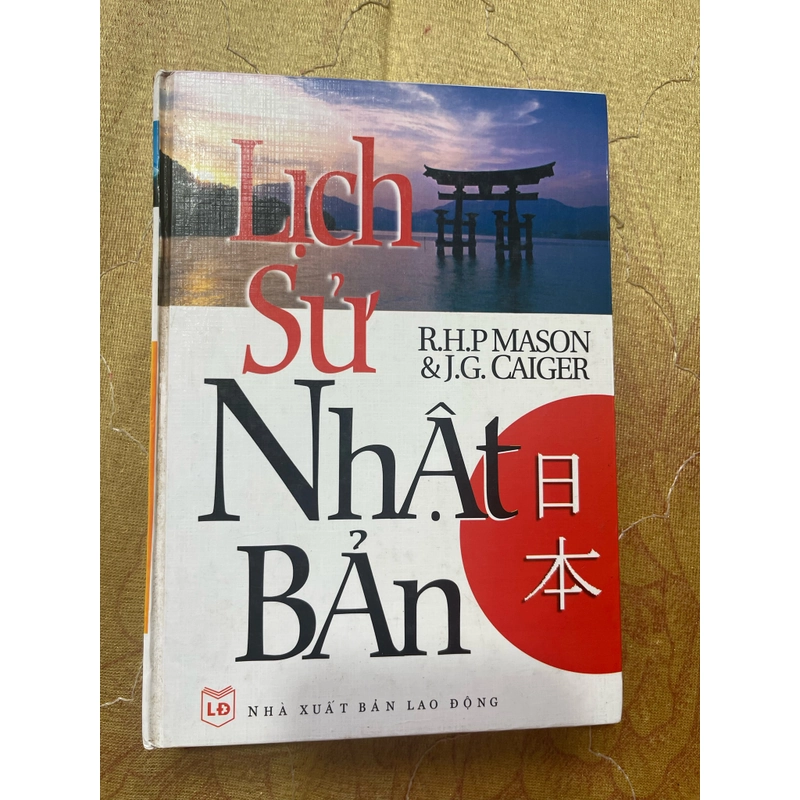 Lịch
Sử
R.H.P MASON
& J.G. CAIGER
NhẬt
BẢn
日
本
LĐ
NHÀ XUẤT BẢN LAO ĐỘNG